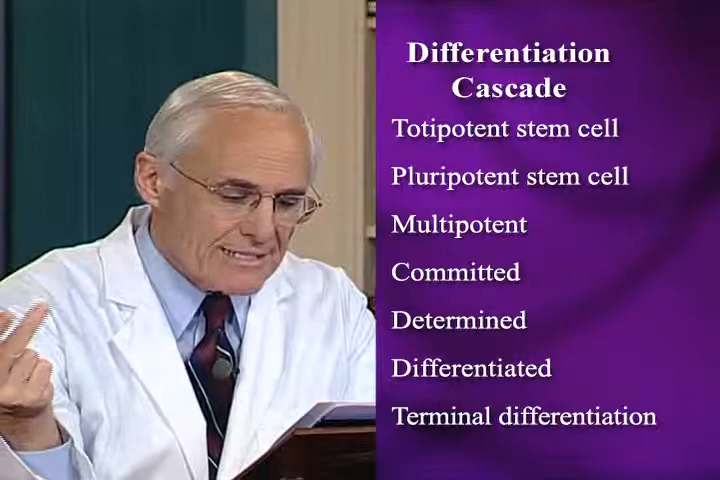 Differentiation
Cascade
Totipotent stem cell
Pluripotent stem cell
Multipotent
Committed
Determined
Differentiated
Terminal differentiation